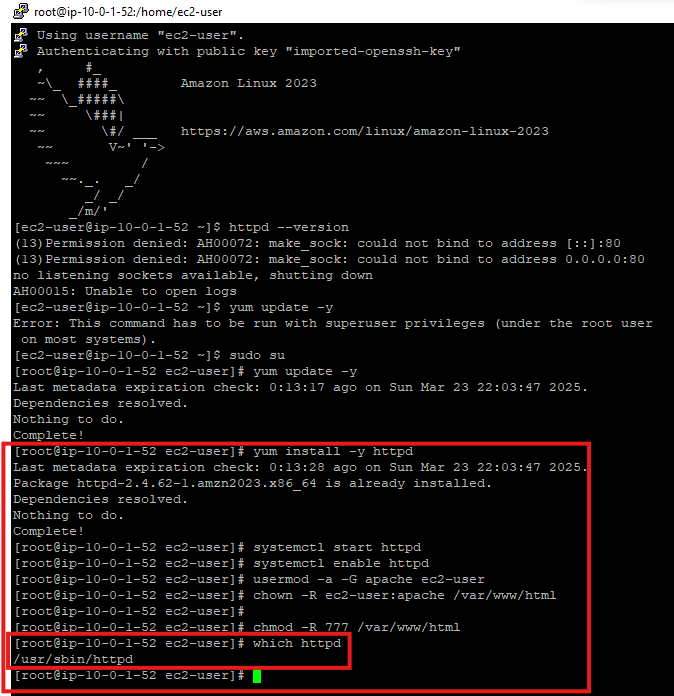 root@ip-10-0-1-52:/home/ec2-user
Using username "ec2-user".
Authenticating with public key "imported-openssh-key"
   ,     #_
   ~\_  ####_        Amazon Linux 2023
  ~~  \_#####\
  ~~     \###|
  ~~       \#/ ___   https://aws.amazon.com/linux/amazon-linux-2023
   ~~       V~' '->
    ~~~         /
      ~~._.   _/
         _/ _/
       _/m/'
[ec2-user@ip-10-0-1-52 ~]$ httpd --version
(13)Permission denied: AH00072: make_sock: could not bind to address [::]:80
(13)Permission denied: AH00072: make_sock: could not bind to address 0.0.0.0:80
no listening sockets available, shutting down
AH00015: Unable to open logs
[ec2-user@ip-10-0-1-52 ~]$ yum update -y
Error: This command has to be run with superuser privileges (under the root user
 on most systems).
[ec2-user@ip-10-0-1-52 ~]$ sudo su
[root@ip-10-0-1-52 ec2-user]# yum update -y
Last metadata expiration check: 0:13:17 ago on Sun Mar 23 22:03:47 2025.
Dependencies resolved.
Nothing to do.
Complete!
[root@ip-10-0-1-52 ec2-user]# yum install -y httpd
Last metadata expiration check: 0:13:28 ago on Sun Mar 23 22:03:47 2025.
Package httpd-2.4.62-1.amzn2023.x86_64 is already installed.
Dependencies resolved.
Nothing to do.
Complete!
[root@ip-10-0-1-52 ec2-user]# systemctl start httpd
[root@ip-10-0-1-52 ec2-user]# systemctl enable httpd
[root@ip-10-0-1-52 ec2-user]# usermod -a -G apache ec2-user
[root@ip-10-0-1-52 ec2-user]# chown -R ec2-user:apache /var/www/html
[root@ip-10-0-1-52 ec2-user]#
[root@ip-10-0-1-52 ec2-user]# chmod -R 777 /var/www/html
[root@ip-10-0-1-52 ec2-user]# which httpd
/usr/sbin/httpd
[root@ip-10-0-1-52 ec2-user]#